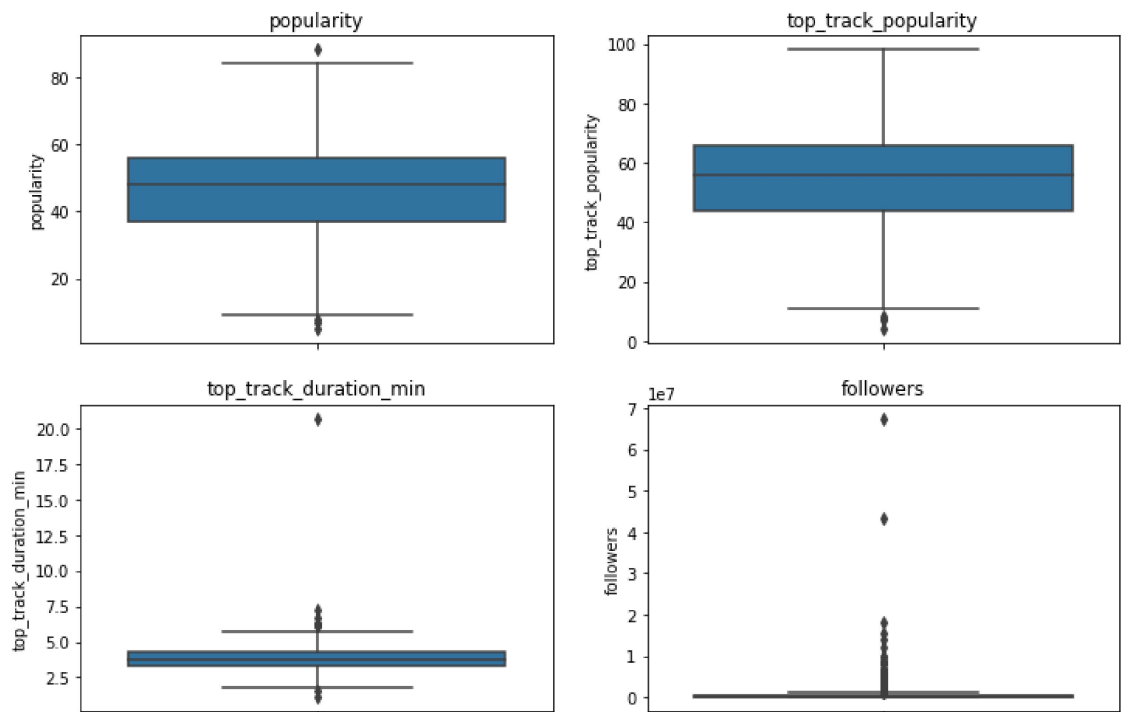 popularity
popularity
80
60
40
20
top_track_popularity
top_track_popularity
100
80
60
40
20
0
top_track_duration_min
top_track_duration_min
20.0
17.5
15.0
12.5
10.0
7.5
5.0
2.5
followers
1e7
followers
7
6
5
4
3
2
1
0